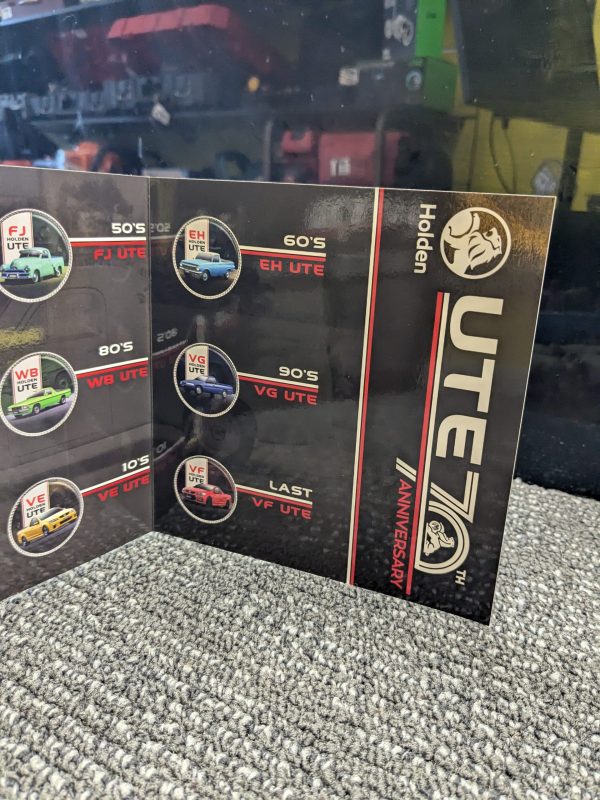 50'S
FJ UTE
FJ
HOLDEN
UTE
60'S
EH UTE
EH
HOLDEN
UTE
80'S
WB UTE
WB
HOLDEN
UTE
90'S
VG UTE
VG
HOLDEN
UTE
10'S
VE UTE
VE
HOLDEN
UTE
LAST
VF UTE
VF
HOLDEN
UTE
Holden
UTE 70TH
//ANNIVERSARY